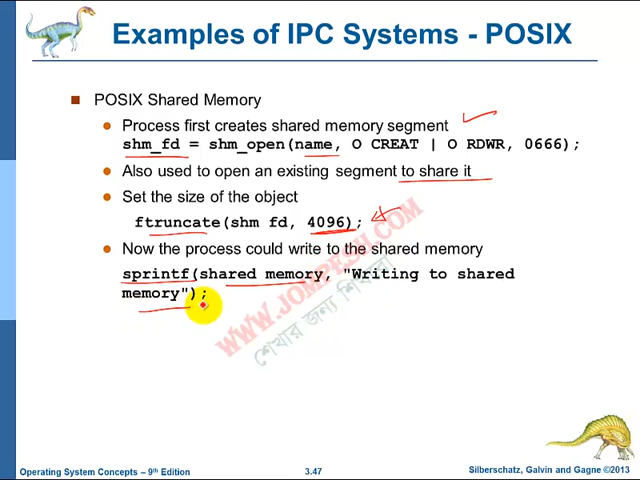 Examples of IPC Systems - POSIX
POSIX Shared Memory
Process first creates shared memory segment
shm_fd = shm_open(name, O CREAT | O RDWR, 0666);
Also used to open an existing segment to share it
Set the size of the object
ftruncate(shm fd, 4096);
Now the process could write to the shared memory
sprintf(shared memory, "Writing to shared
memory");
WWW.JOMPESH.COM
শেখার জন্য শিখা
Operating System Concepts – 9th Edition
3.47
Silberschatz, Galvin and Gagne ©2013